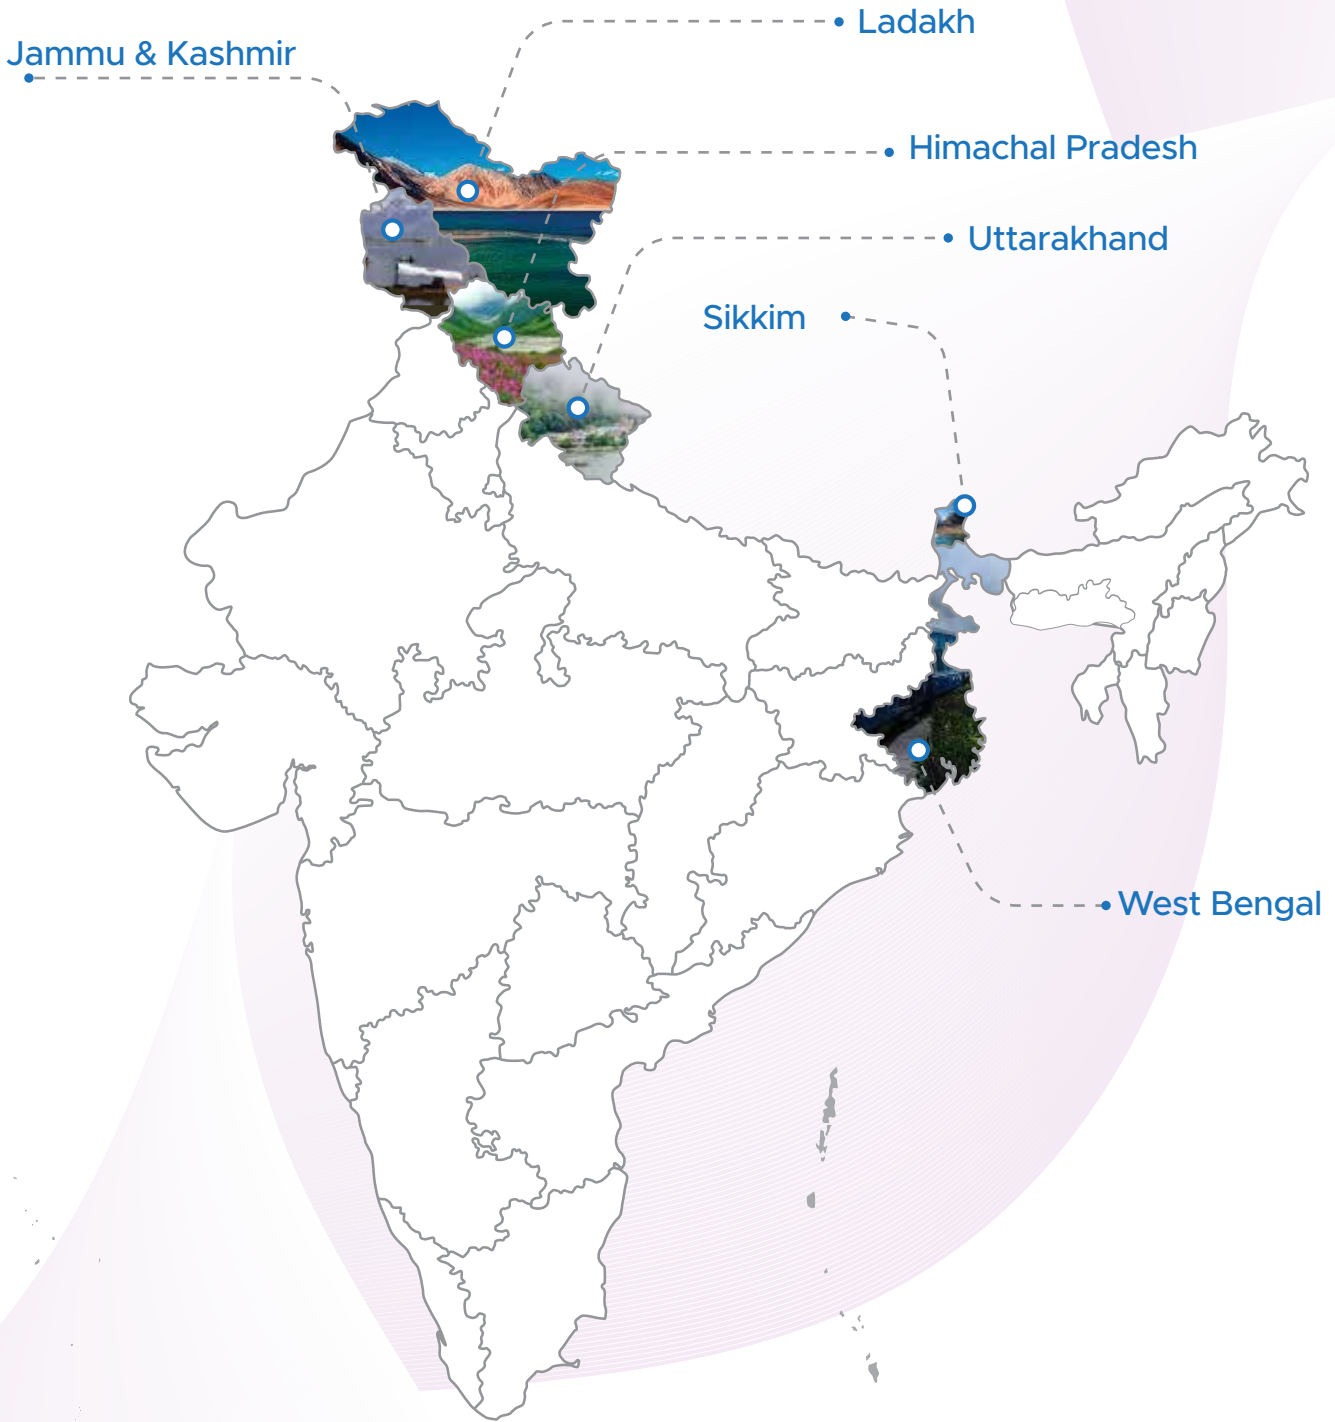 Ladakh
Jammu & Kashmir
Himachal Pradesh
Uttarakhand
Sikkim
West Bengal